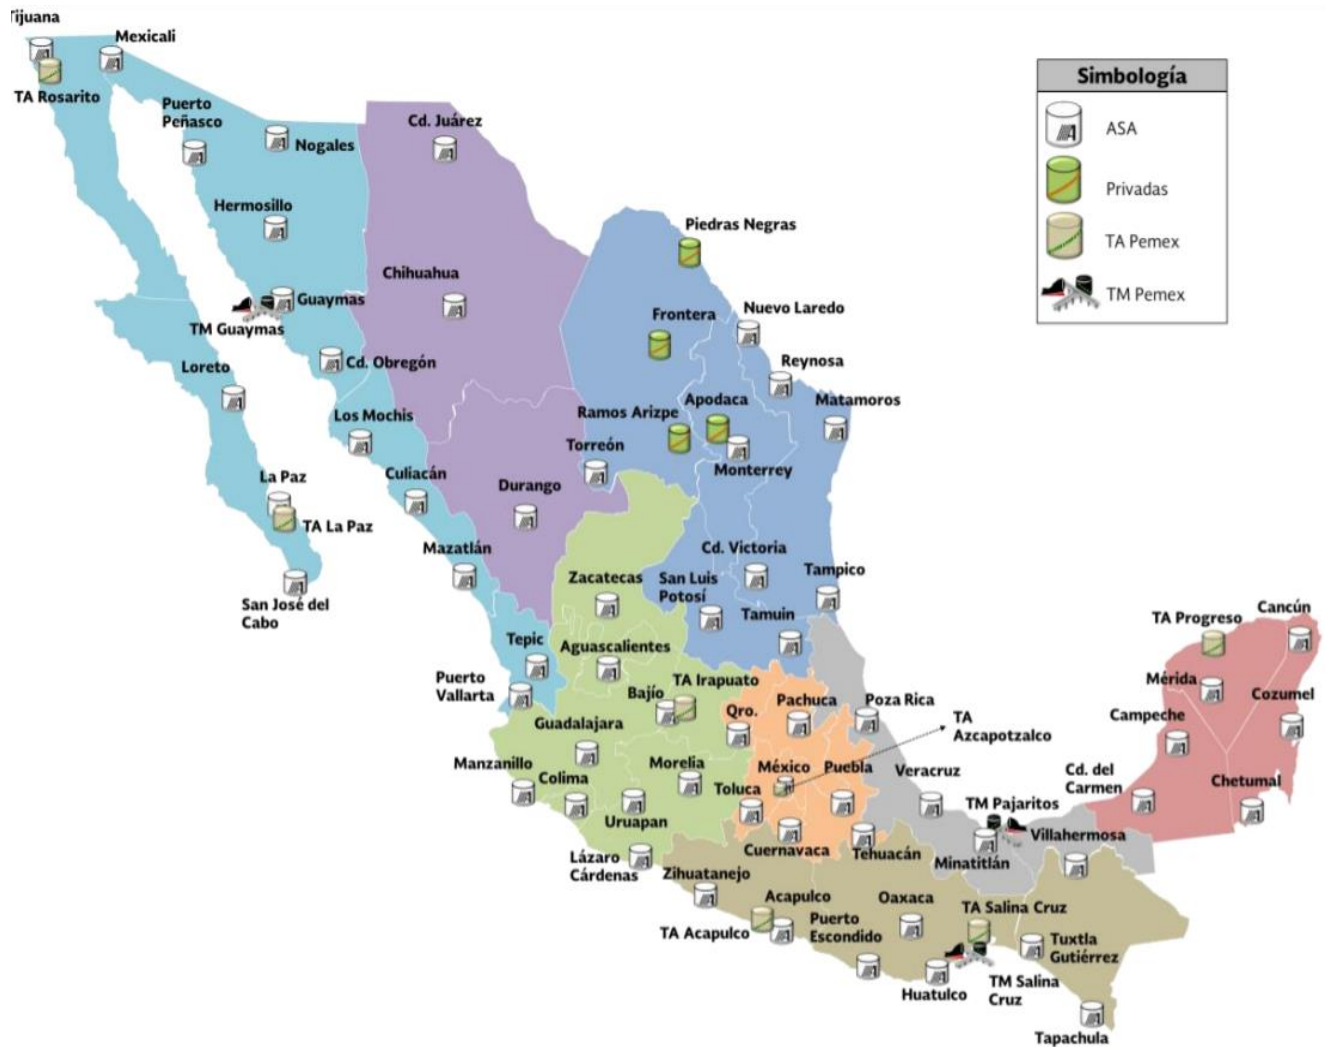 ijuana
Mexicali
TA Rosarito
Puerto
Peñasco
Nogales
Cd. Juárez
Simbología
ASA
Privadas
TA Pemex
TM Pemex
Hermosillo
Piedras Negras
Chihuahua
Guaymas
TM Guaymas
Frontera
Nuevo Laredo
Loreto
Cd. Obregón
Reynosa
Los Mochis
Ramos Arizpe
Apodaca
Matamoros
Torreón
Monterrey
La Paz
TA La Paz
Culiacán
Durango
Mazatlán
Cd. Victoria
San José del
Cabo
Zacatecas
San Luis
Potosí
Tampico
Tamuin
TA Progreso
Cancún
Tepic
Aguascalientes
Puerto
Vallarta
Bajío
TA Irapuato
Mérida
Cozumel
Guadalajara
Qro.
Pachuca
Poza Rica
TA
Azcapotzalco
Campeche
Manzanillo
Colima
Morelia
Toluca
México
Puebla
Veracruz
Cd. del
Carmen
Chetumal
Uruapan
TM Pajaritos
Villahermosa
Lázaro
Cárdenas
Cuernavaca
Tehuacán
Minatitlán
Zihuatanejo
Acapulco
TA Acapulco
Puerto
Escondido
Oaxaca
TA Salina Cruz
Tuxtla
Gutiérrez
Huatulco
TM Salina
Cruz
Tapachula